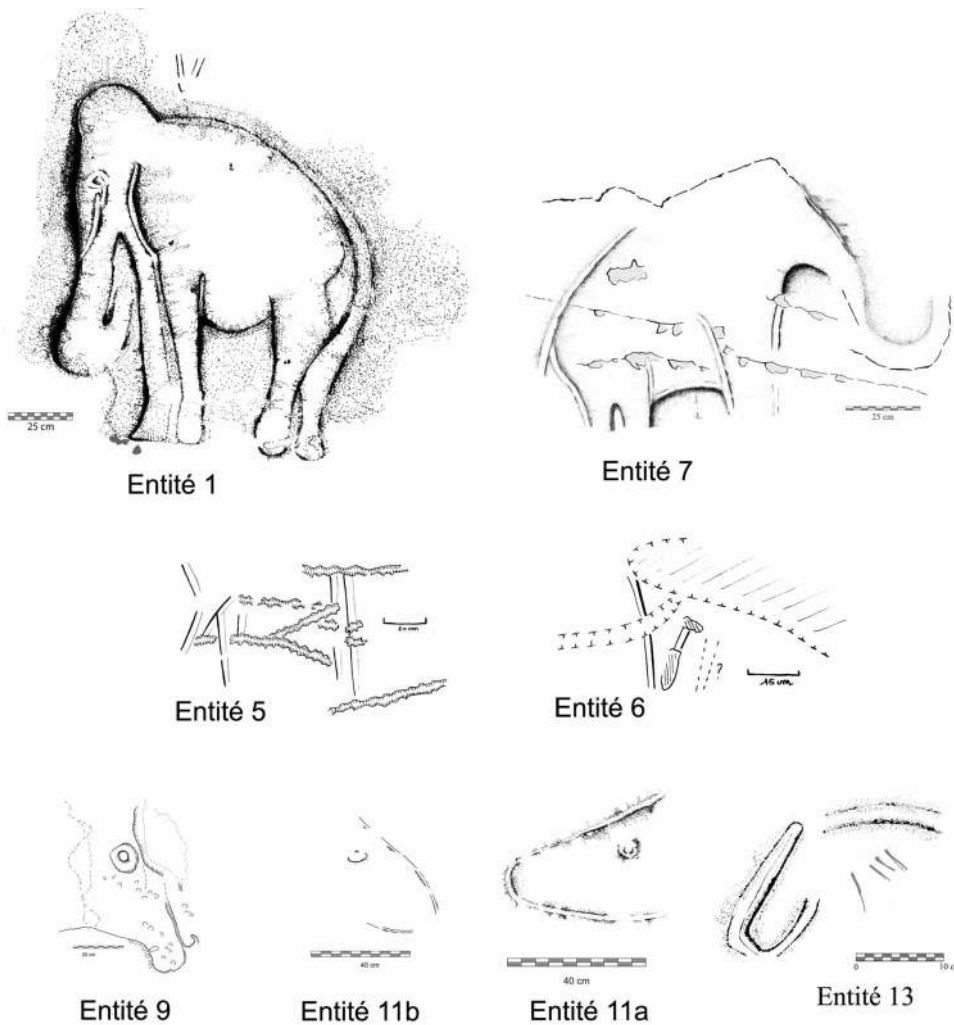 25 cm
Entité 1
25 cm
Entité 7
Entité 5
?
15 cm
Entité 6
Entité 9
40 cm
Entité 11b
40 cm
Entité 11a
0
10
Entité 13